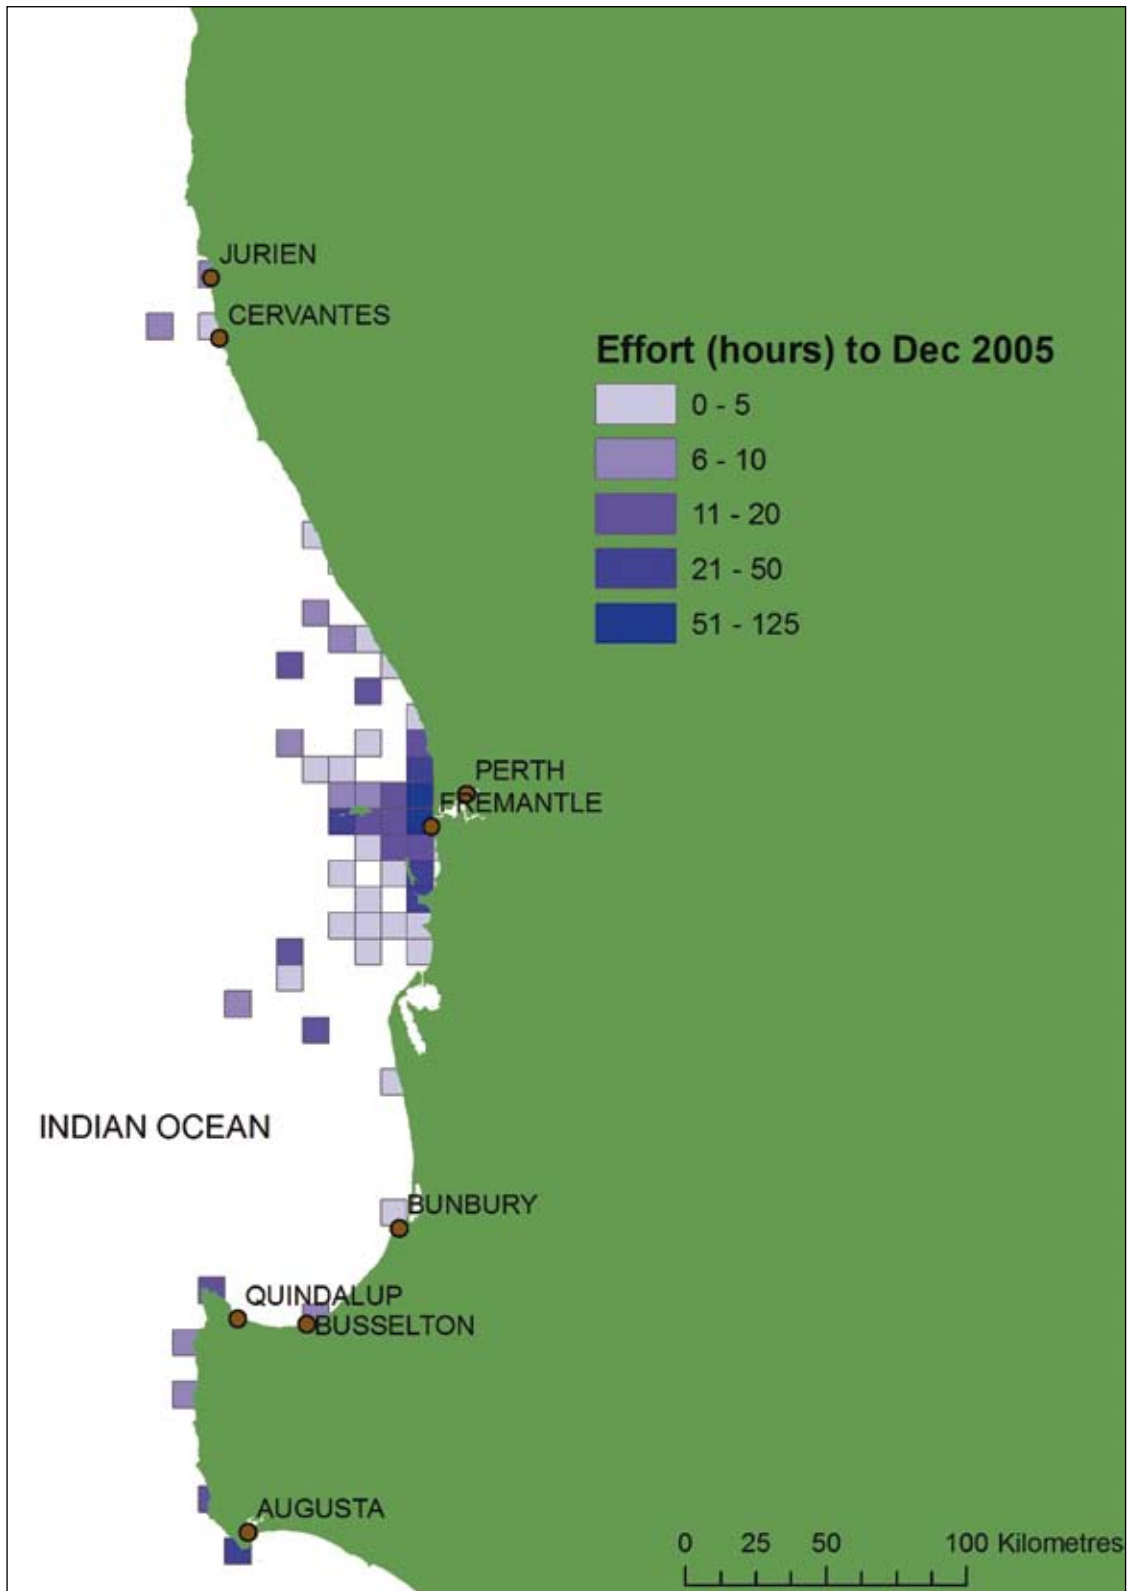 JURIEN
CERVANTES
Effort (hours) to Dec 2005
0 - 5
6 - 10
11 - 20
21 - 50
51 - 125
PERTH
FREMANTLE
INDIAN OCEAN
BUNBURY
QUINDALUP
BUSSELTON
AUGUSTA
0 25 50 100 Kilometres